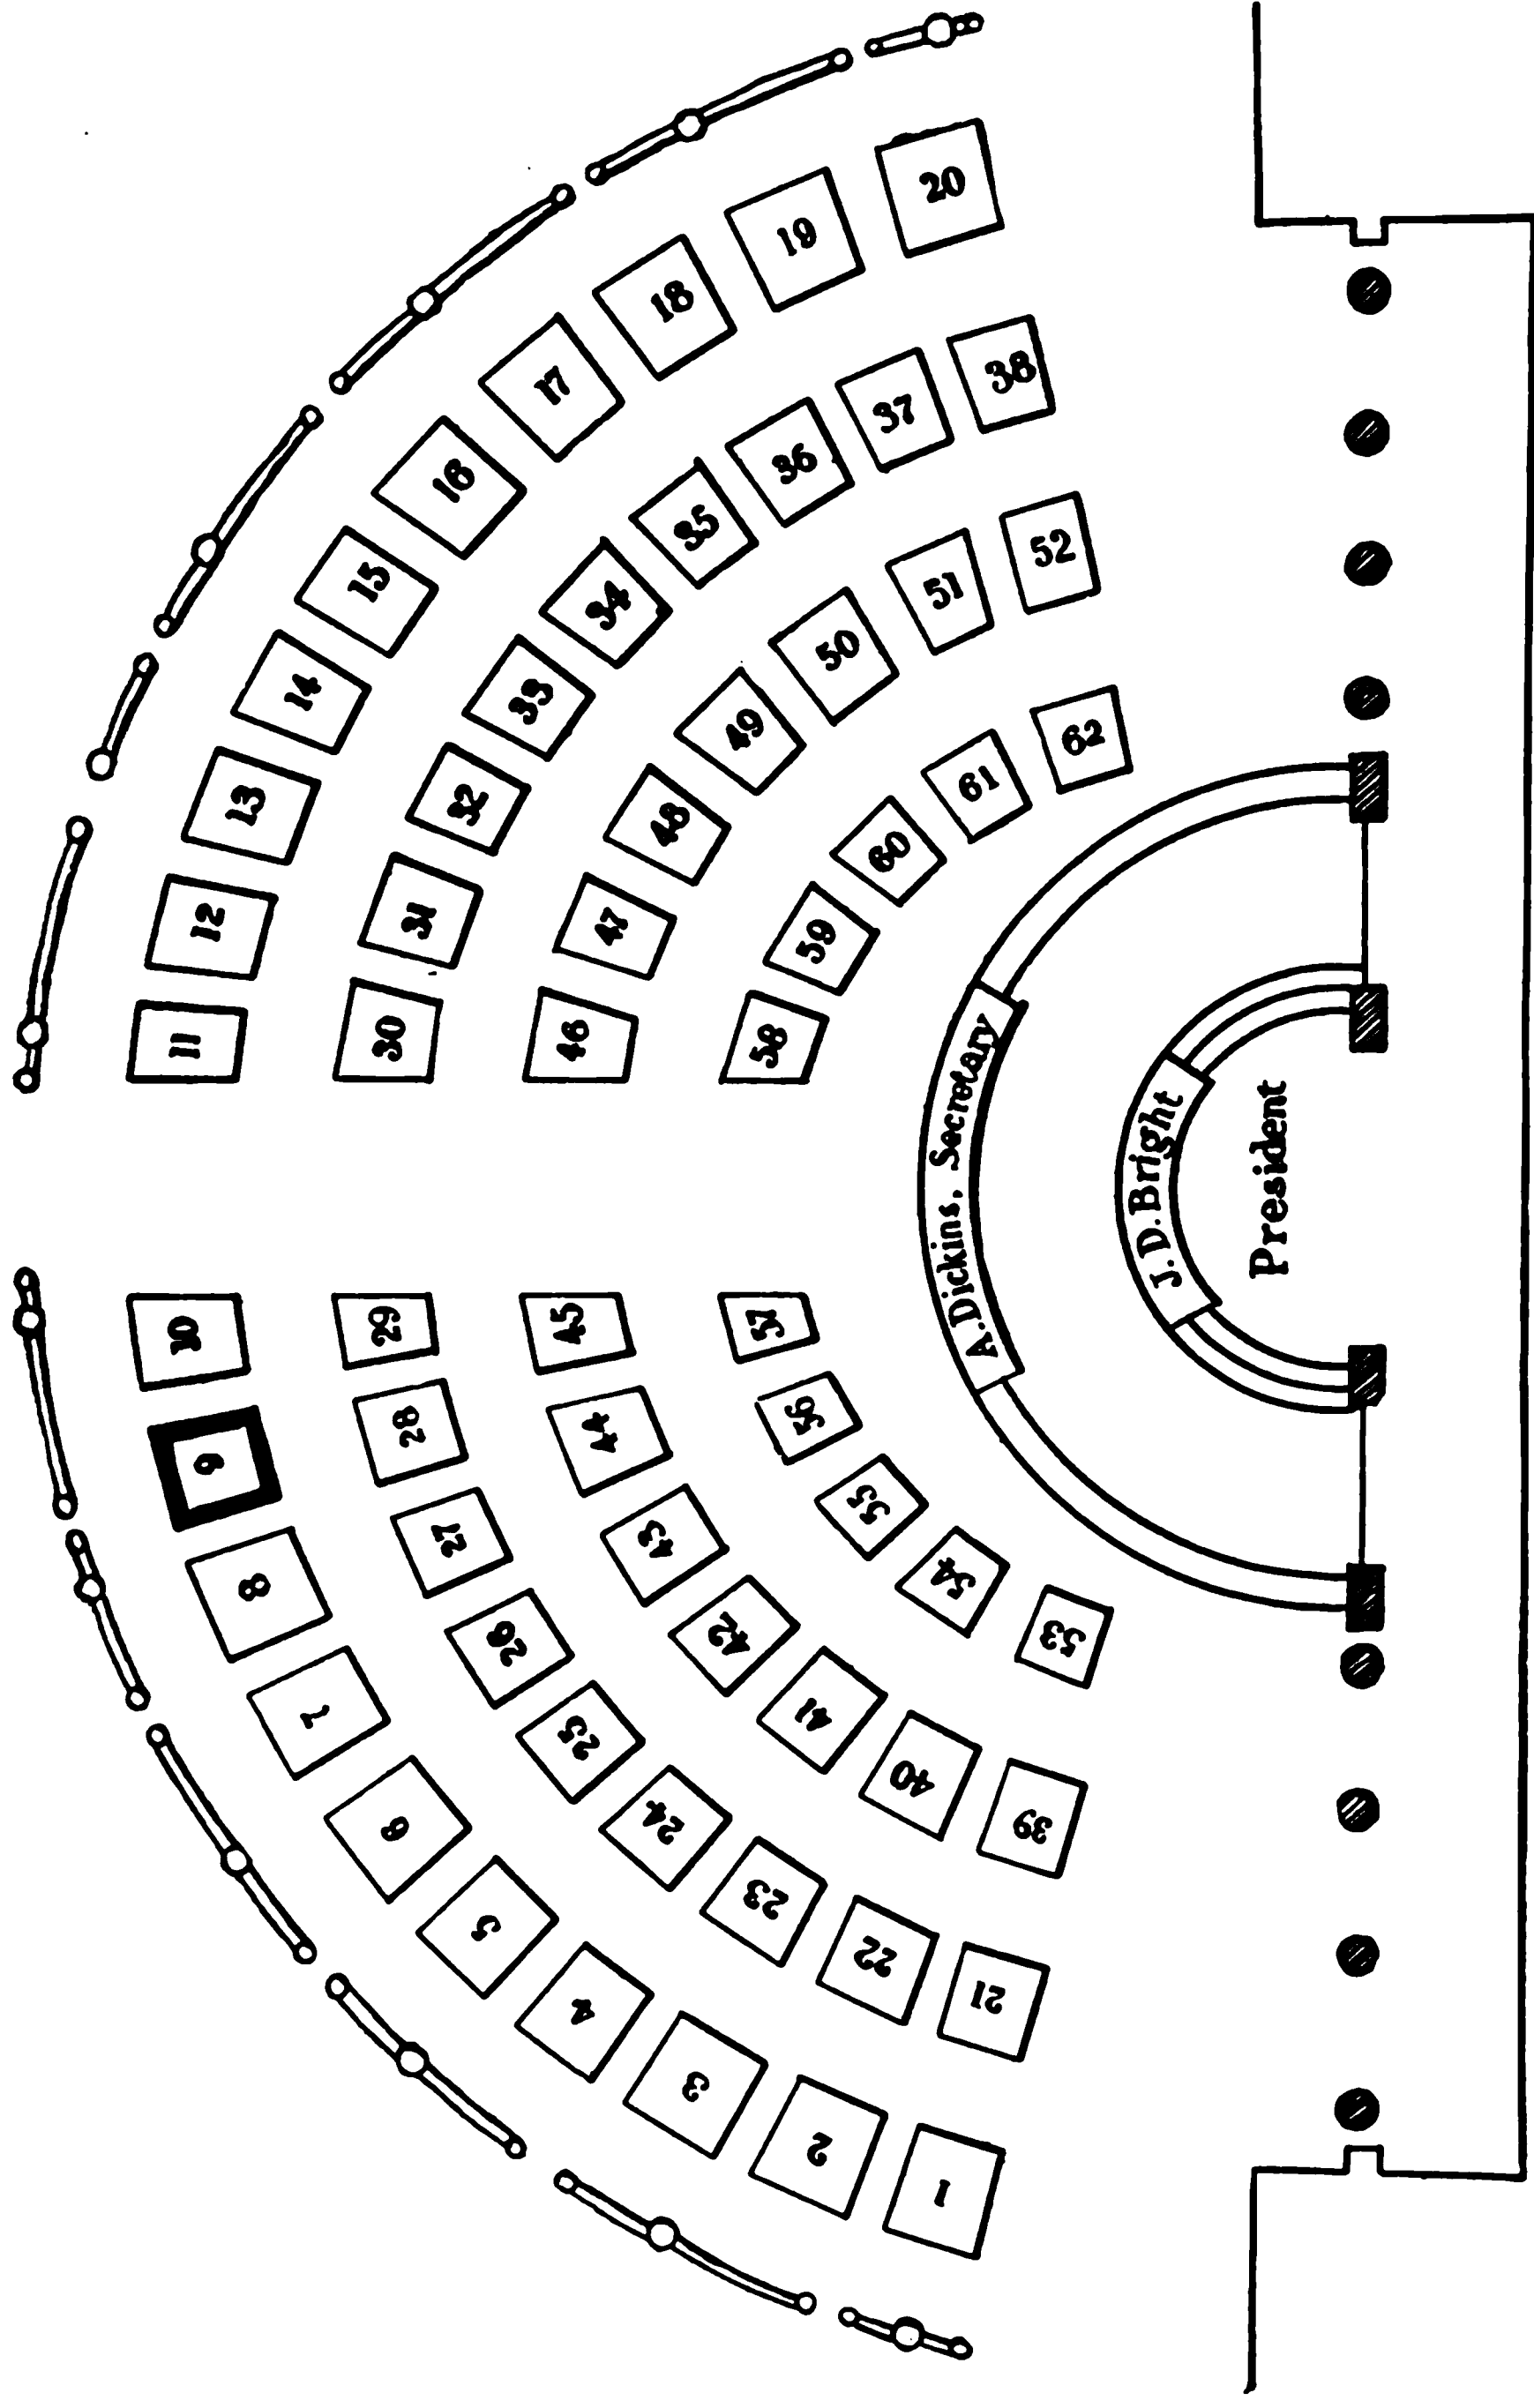 1 2 3 4 5 6 7 8 9 10 11 12 13 14 15 16 17 18 19 20
21 22 23 24 25 26 27 28 29 30 31 32 33 34 35 36 37 38
39 40 41 42 43 44 45 46 47 48 49 50 51 52
53 54 55 56 57 58 59 60 61 62
A. Dickins. Secretary
J. D. Bright
President